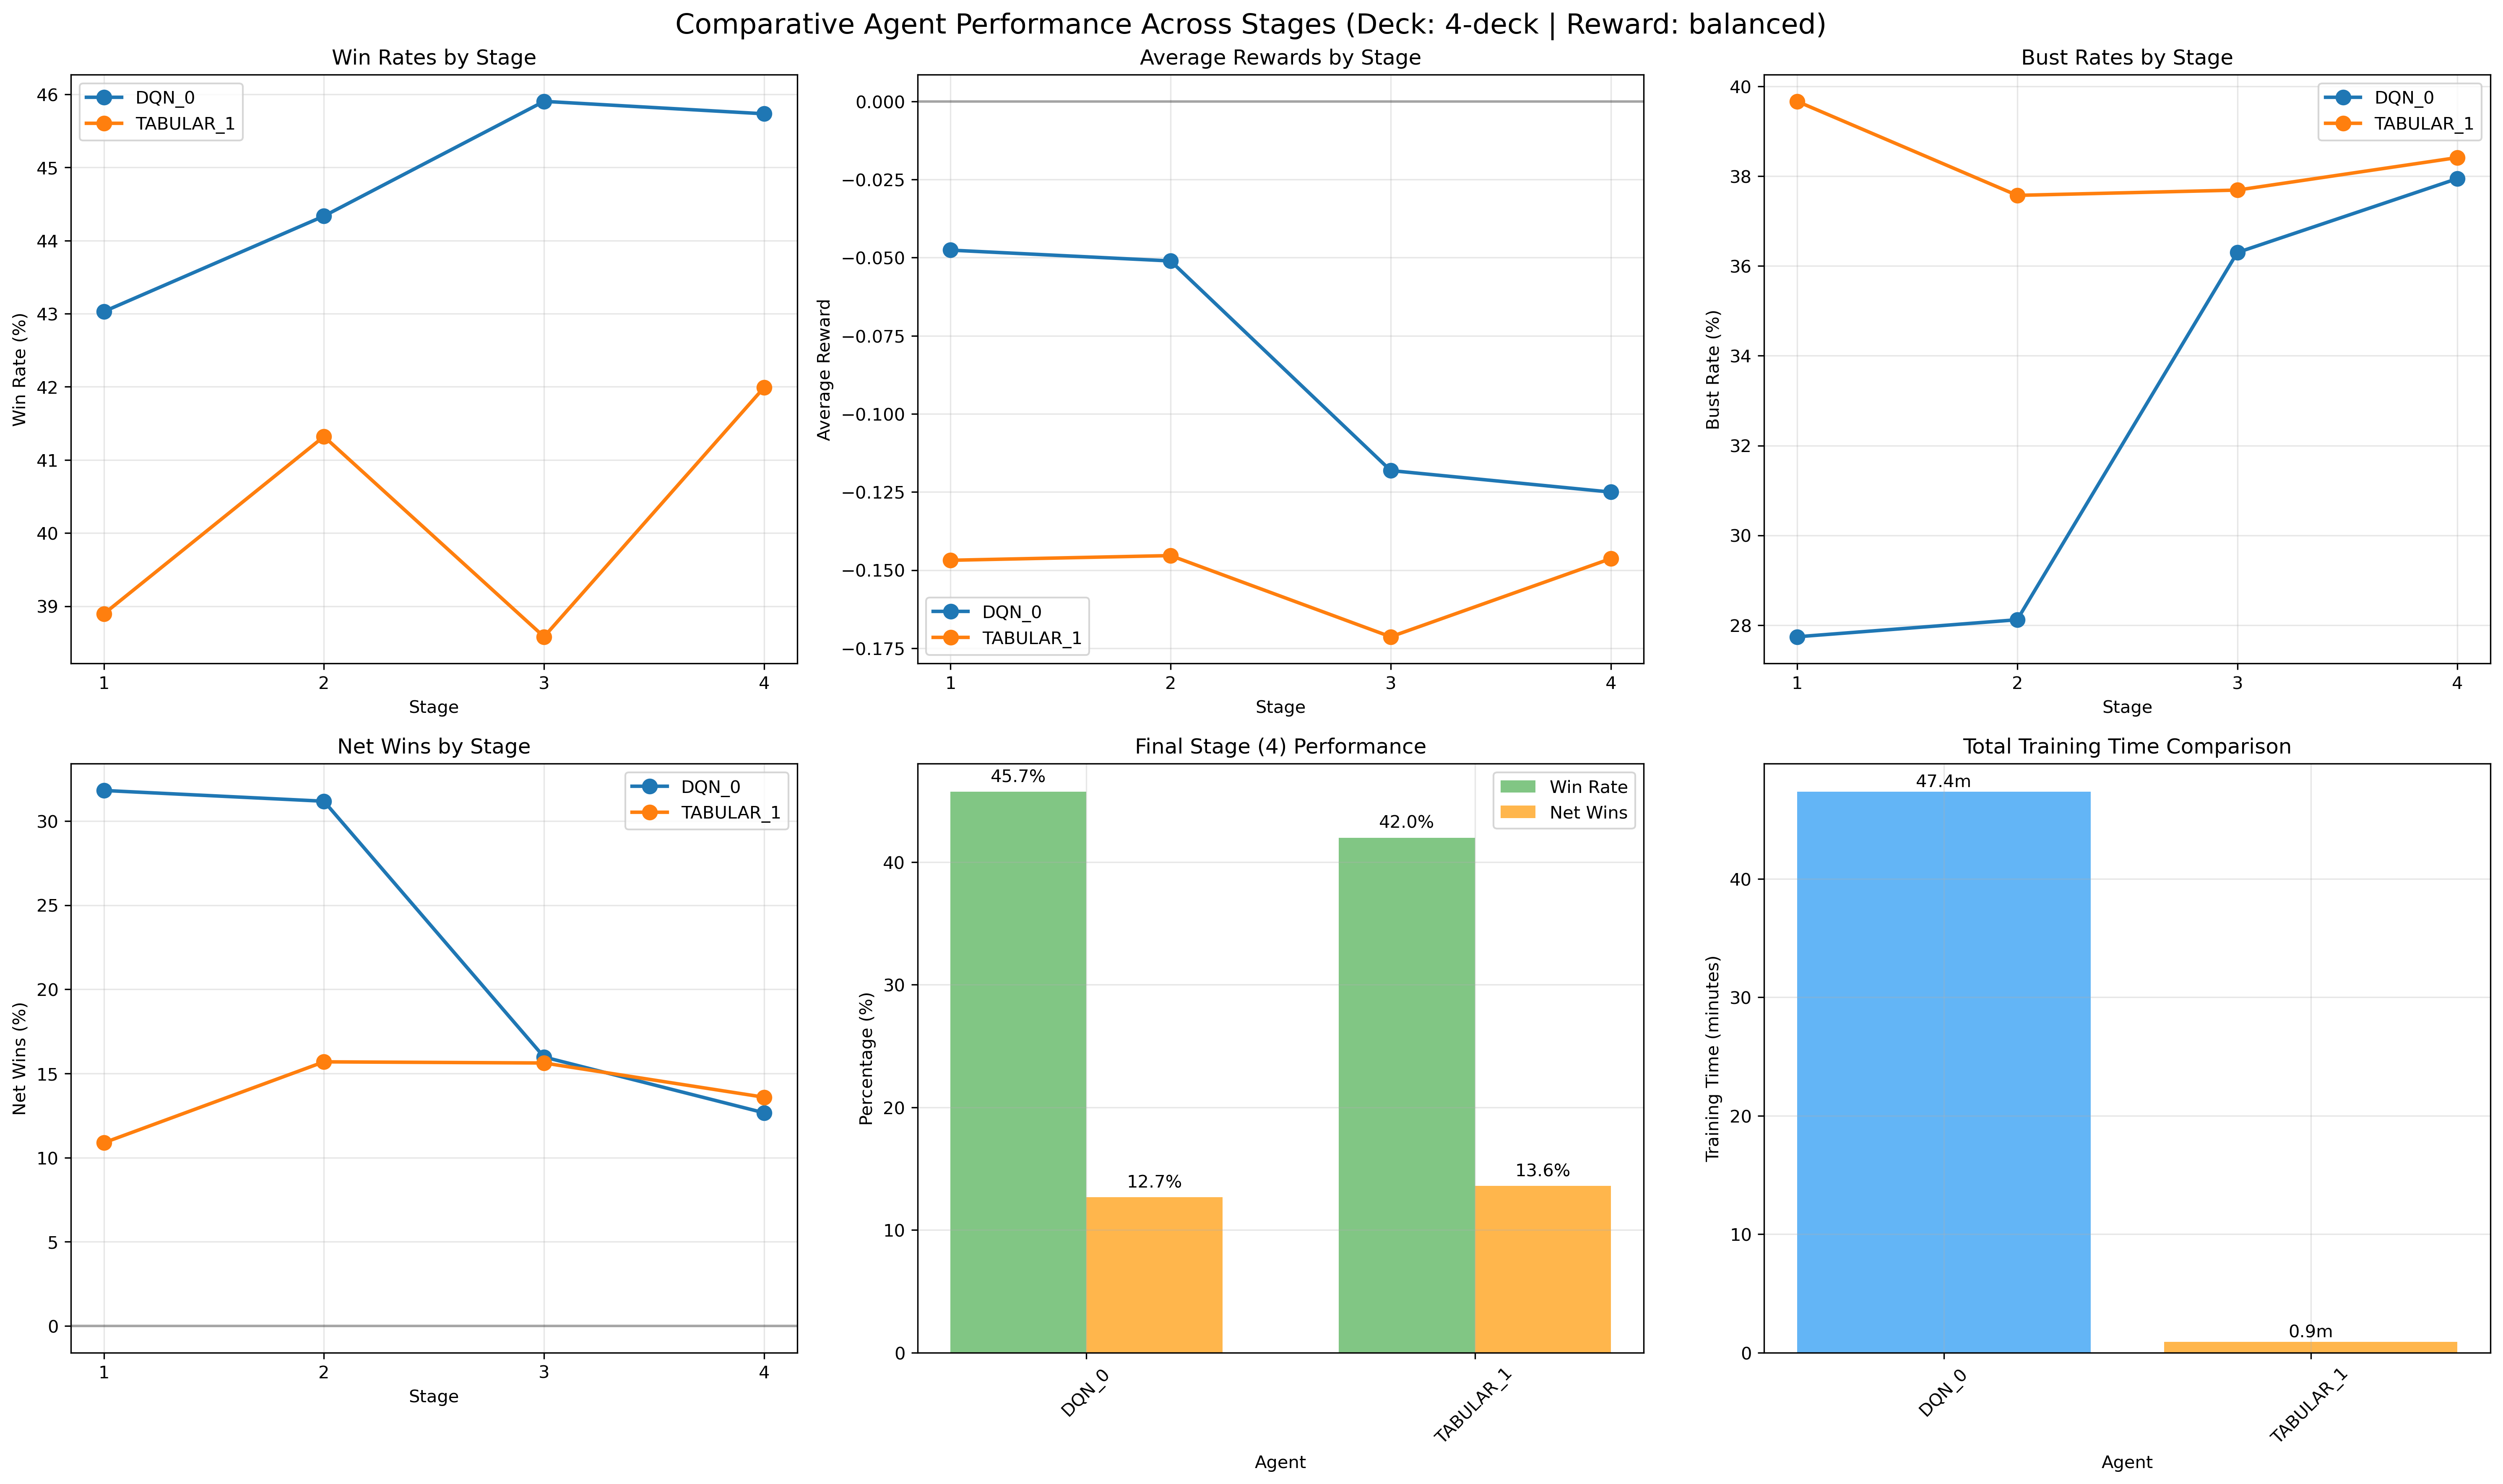 Comparative Agent Performance Across Stages (Deck: 4-deck | Reward: balanced)
Win Rates by Stage
46
45
44
43
42
41
40
39
Win Rate (%)
DQN_0
TABULAR_1
1 2 3 4
Stage
Average Rewards by Stage
0.000
−0.025
−0.050
−0.075
−0.100
−0.125
−0.150
−0.175
Average Reward
DQN_0
TABULAR_1
1 2 3 4
Stage
Bust Rates by Stage
40
38
36
34
32
30
28
Bust Rate (%)
DQN_0
TABULAR_1
1 2 3 4
Stage
Net Wins by Stage
30
25
20
15
10
5
0
Net Wins (%)
DQN_0
TABULAR_1
1 2 3 4
Stage
Final Stage (4) Performance
40
30
20
10
0
Percentage (%)
Win Rate
Net Wins
45.7%
12.7%
42.0%
13.6%
DQN_0
TABULAR_1
Agent
Total Training Time Comparison
40
30
20
10
0
Training Time (minutes)
47.4m
0.9m
DQN_0
TABULAR_1
Agent